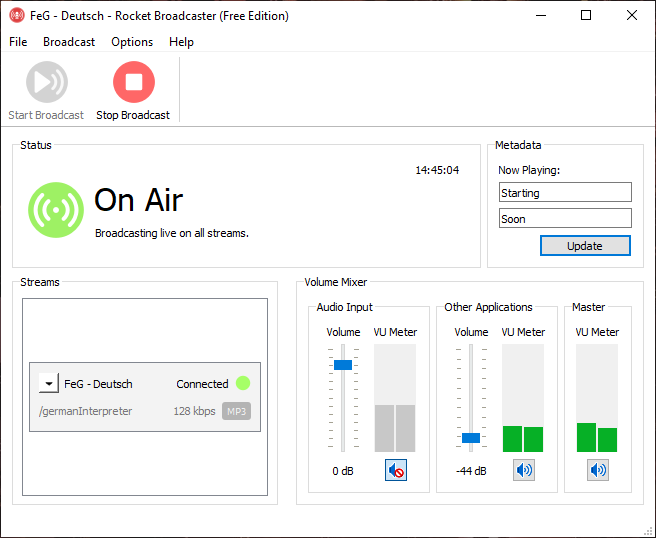 FeG - Deutsch - Rocket Broadcaster (Free Edition)
File Broadcast Options Help
Start Broadcast Stop Broadcast
Status
14:45:04
On Air
Broadcasting live on all streams.
Metadata
Now Playing:
Starting
Soon
Update
Streams
FeG - Deutsch Connected
/germanInterpreter 128 kbps MP3
Volume Mixer
Audio Input Other Applications Master
Volume VU Meter Volume VU Meter VU Meter
0 dB -44 dB